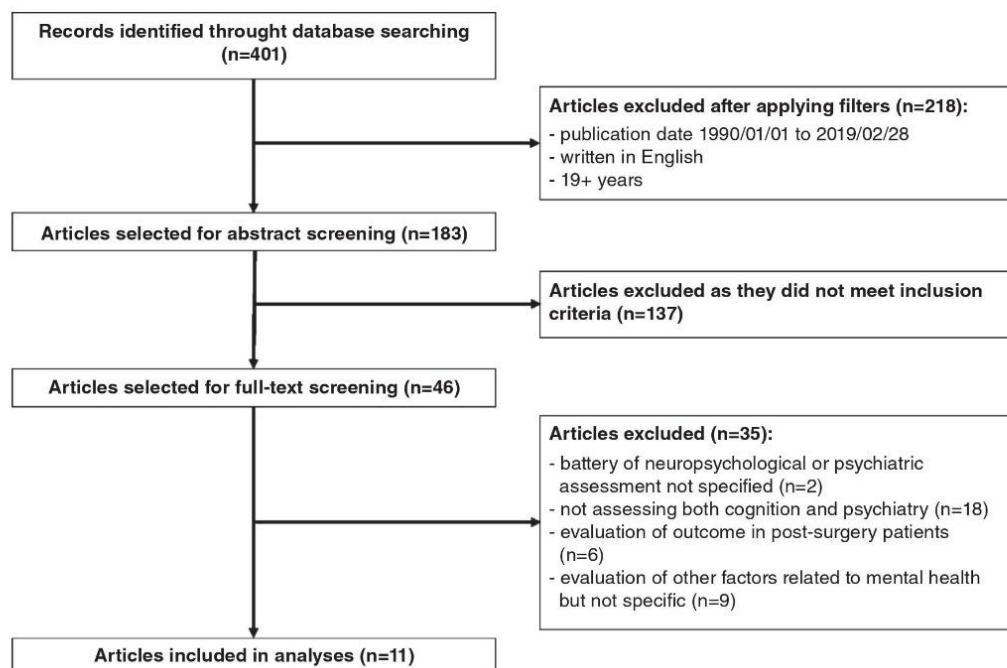 Records identified throught database searching
(n=401)
Articles excluded after applying filters (n=218):
- publication date 1990/01/01 to 2019/02/28
- written in English
- 19+ years
Articles selected for abstract screening (n=183)
Articles excluded as they did not meet inclusion
criteria (n=137)
Articles selected for full-text screening (n=46)
Articles excluded (n=35):
- battery of neuropsychological or psychiatric
assessment not specified (n=2)
- not assessing both cognition and psychiatry (n=18)
- evaluation of outcome in post-surgery patients
(n=6)
- evaluation of other factors related to mental health
but not specific (n=9)
Articles included in analyses (n=11)